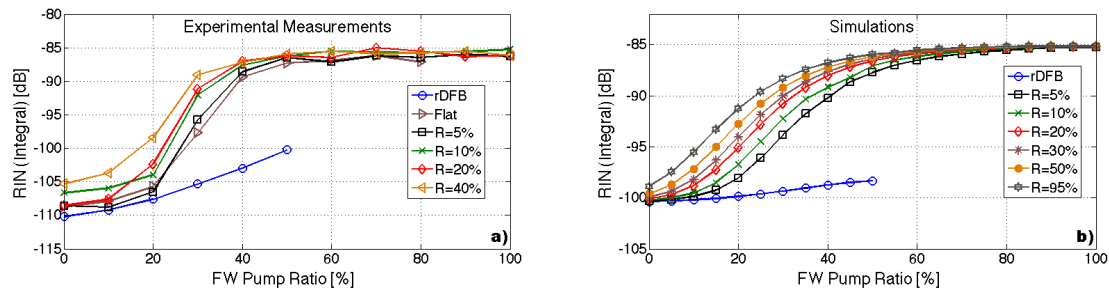 Experimental Measurements
-80
-85
-90
-95
-100
-105
-110
-115
RIN (Integral) [dB]
0
20
40
60
80
100
FW Pump Ratio [%]
rDFB
Flat
R=5%
R=10%
R=20%
R=40%
a)
Simulations
-85
-90
-95
-100
-105
RIN (Integral) [dB]
0
20
40
60
80
100
FW Pump Ratio [%]
rDFB
R=5%
R=10%
R=20%
R=30%
R=50%
R=95%
b)